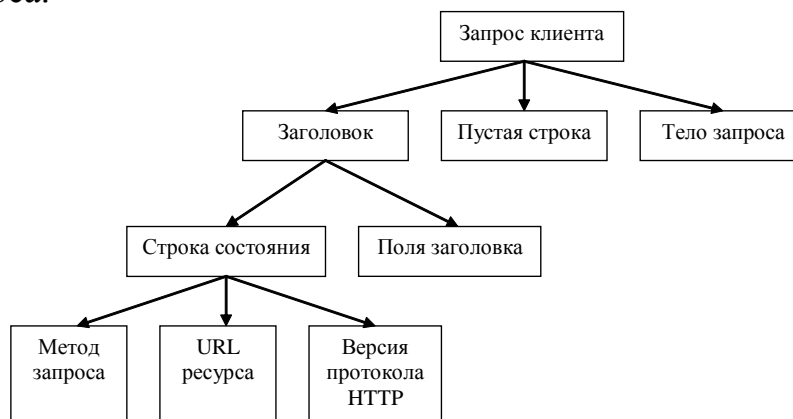 Запрос клиента
Заголовок
Пустая строка
Тело запроса
Строка состояния
Поля заголовка
Метод
запроса
URL
ресурса
Версия
протокола
HTTP